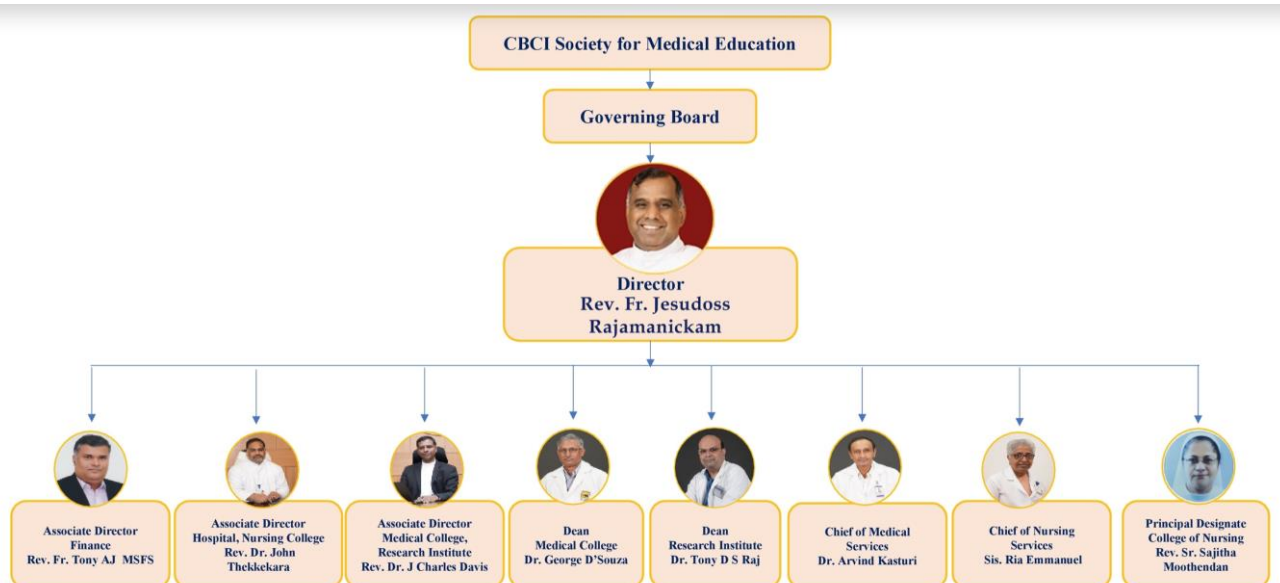 CBCI Society for Medical Education
Governing Board
Director
Rev. Fr. Jesudoss
Rajamanickam
Associate Director
Finance
Rev. Fr. Tony AJ MSFS
Associate Director
Hospital, Nursing College
Rev. Dr. John
Thekkekara
Associate Director
Medical College,
Research Institute
Rev. Dr. J Charles Davis
Dean
Medical College
Dr. George D'Souza
Dean
Research Institute
Dr. Tony D S Raj
Chief of Medical
Services
Dr. Arvind Kasturi
Chief of Nursing
Services
Sis. Ria Emmanuel
Principal Designate
College of Nursing
Rev. Sr. Sajitha
Moothendan